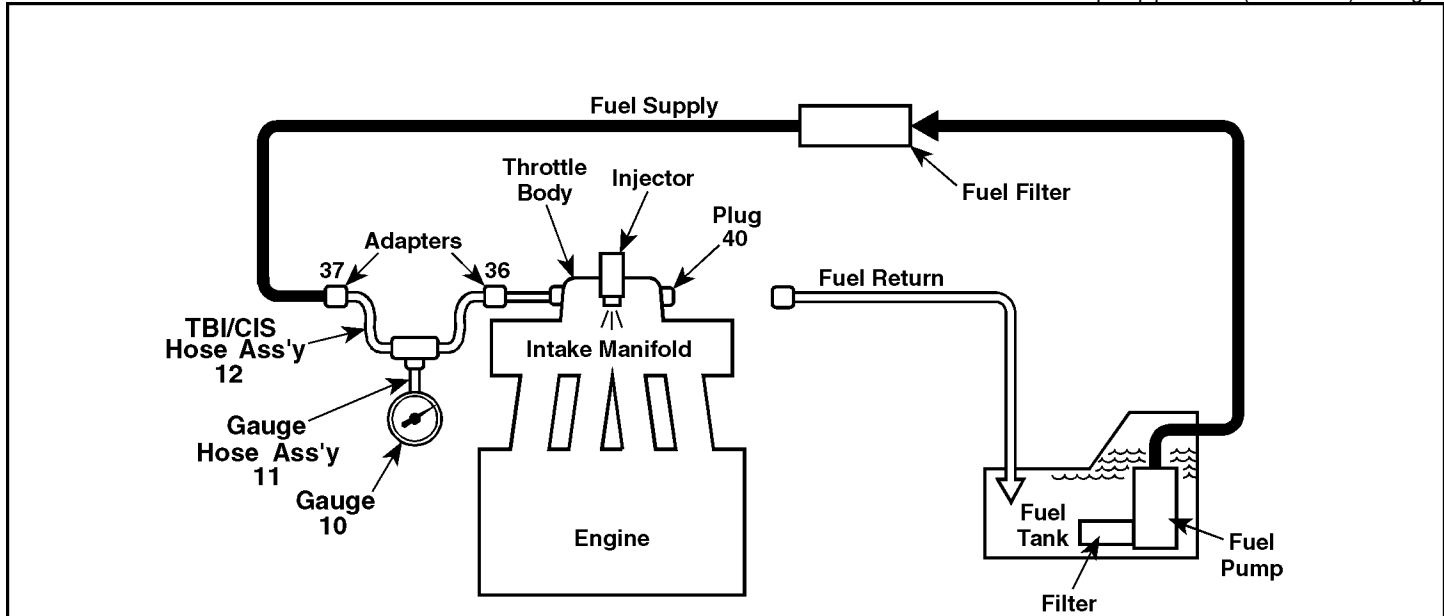 Fuel Supply
Fuel Filter
Throttle
Body
Injector
Plug
40
Adapters
37
36
Fuel Return
TBI/CIS
Hose Ass'y
12
Intake Manifold
Gauge
Hose Ass'y
11
Gauge
10
Engine
Fuel
Tank
Fuel
Pump
Filter